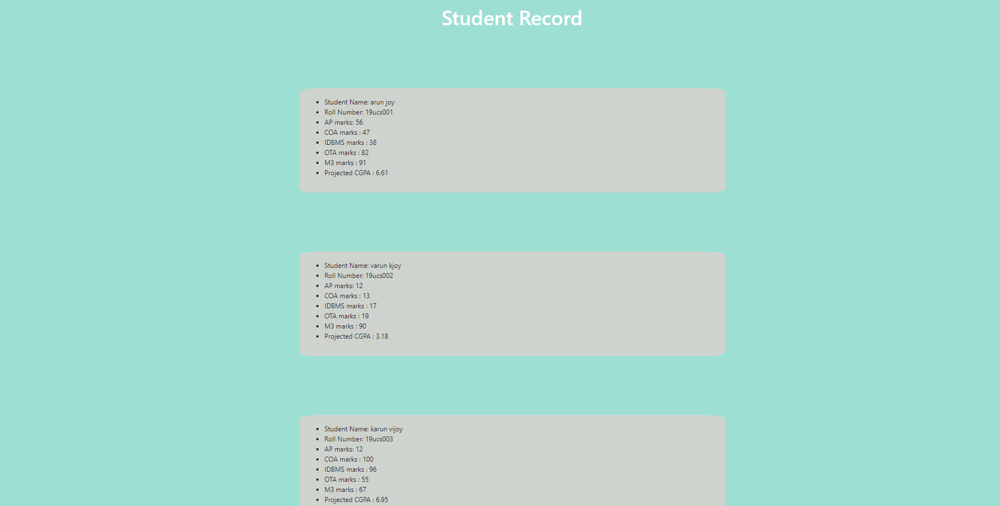 Student Record
Student Name: arun joy
Roll Number: 19ucs001
AP marks: 56
COA marks : 47
IDBMS marks : 38
OTA marks : 82
M3 marks : 91
Projected CGPA : 6.61
Student Name: varun kjoy
Roll Number: 19ucs002
AP marks: 12
COA marks : 13
IDBMS marks : 17
OTA marks : 19
M3 marks : 90
Projected CGPA : 3.18
Student Name: karun vijoy
Roll Number: 19ucs003
AP marks: 12
COA marks : 100
IDBMS marks : 96
OTA marks : 55
M3 marks : 67
Projected CGPA : 6.95